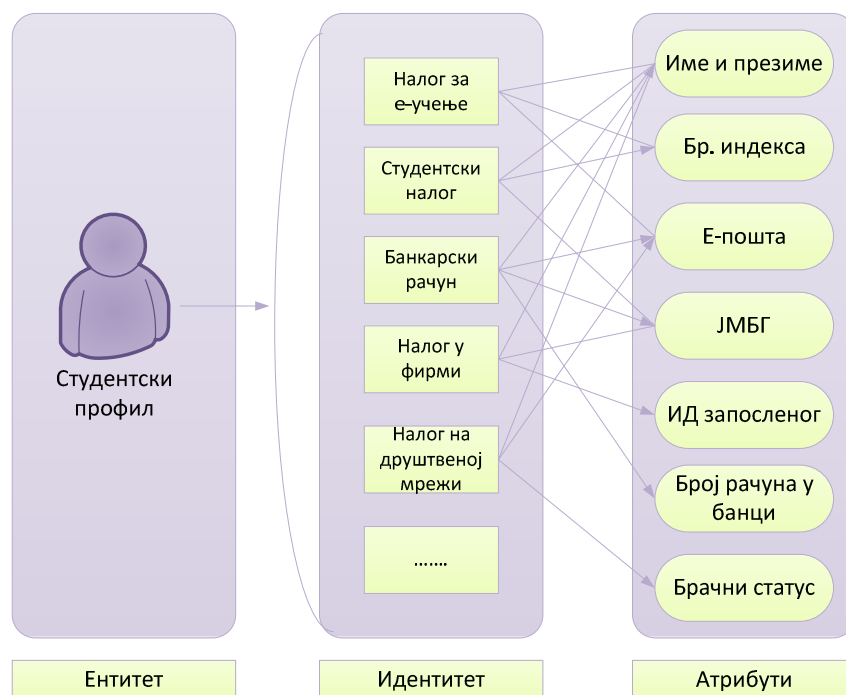 Студентски
профил
Налог за
е-учење
Студентски
налог
Банкарски
рачун
Налог у
фирми
Налог на
друштвеној
мрежи
.......
Име и презиме
Бр. индекса
Е-пошта
ЈМБГ
ИД запосленог
Број рачуна у
банци
Брачни статус
Ентитет
Идентитет
Атрибути